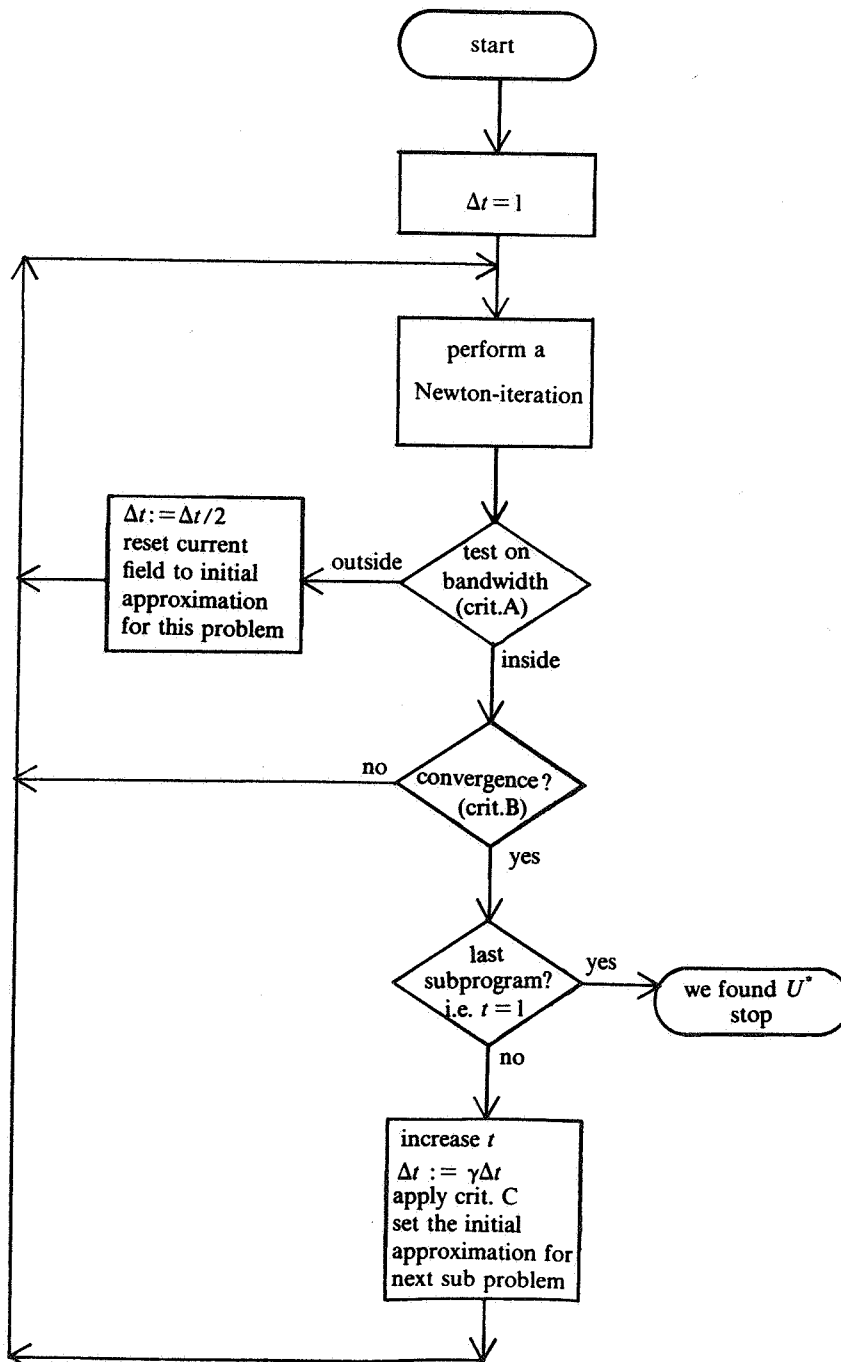 start
Δt = 1
perform a
Newton-iteration
Δt: = Δt/2
reset current
field to initial
approximation
for this problem
outside
test on
bandwidth
(crit.A)
inside
no
convergence?
(crit.B)
yes
last
subprogram?
i.e. t = 1
yes
we found U*
stop
no
increase t
Δt := γΔt
apply crit. C
set the initial
approximation for
next sub problem